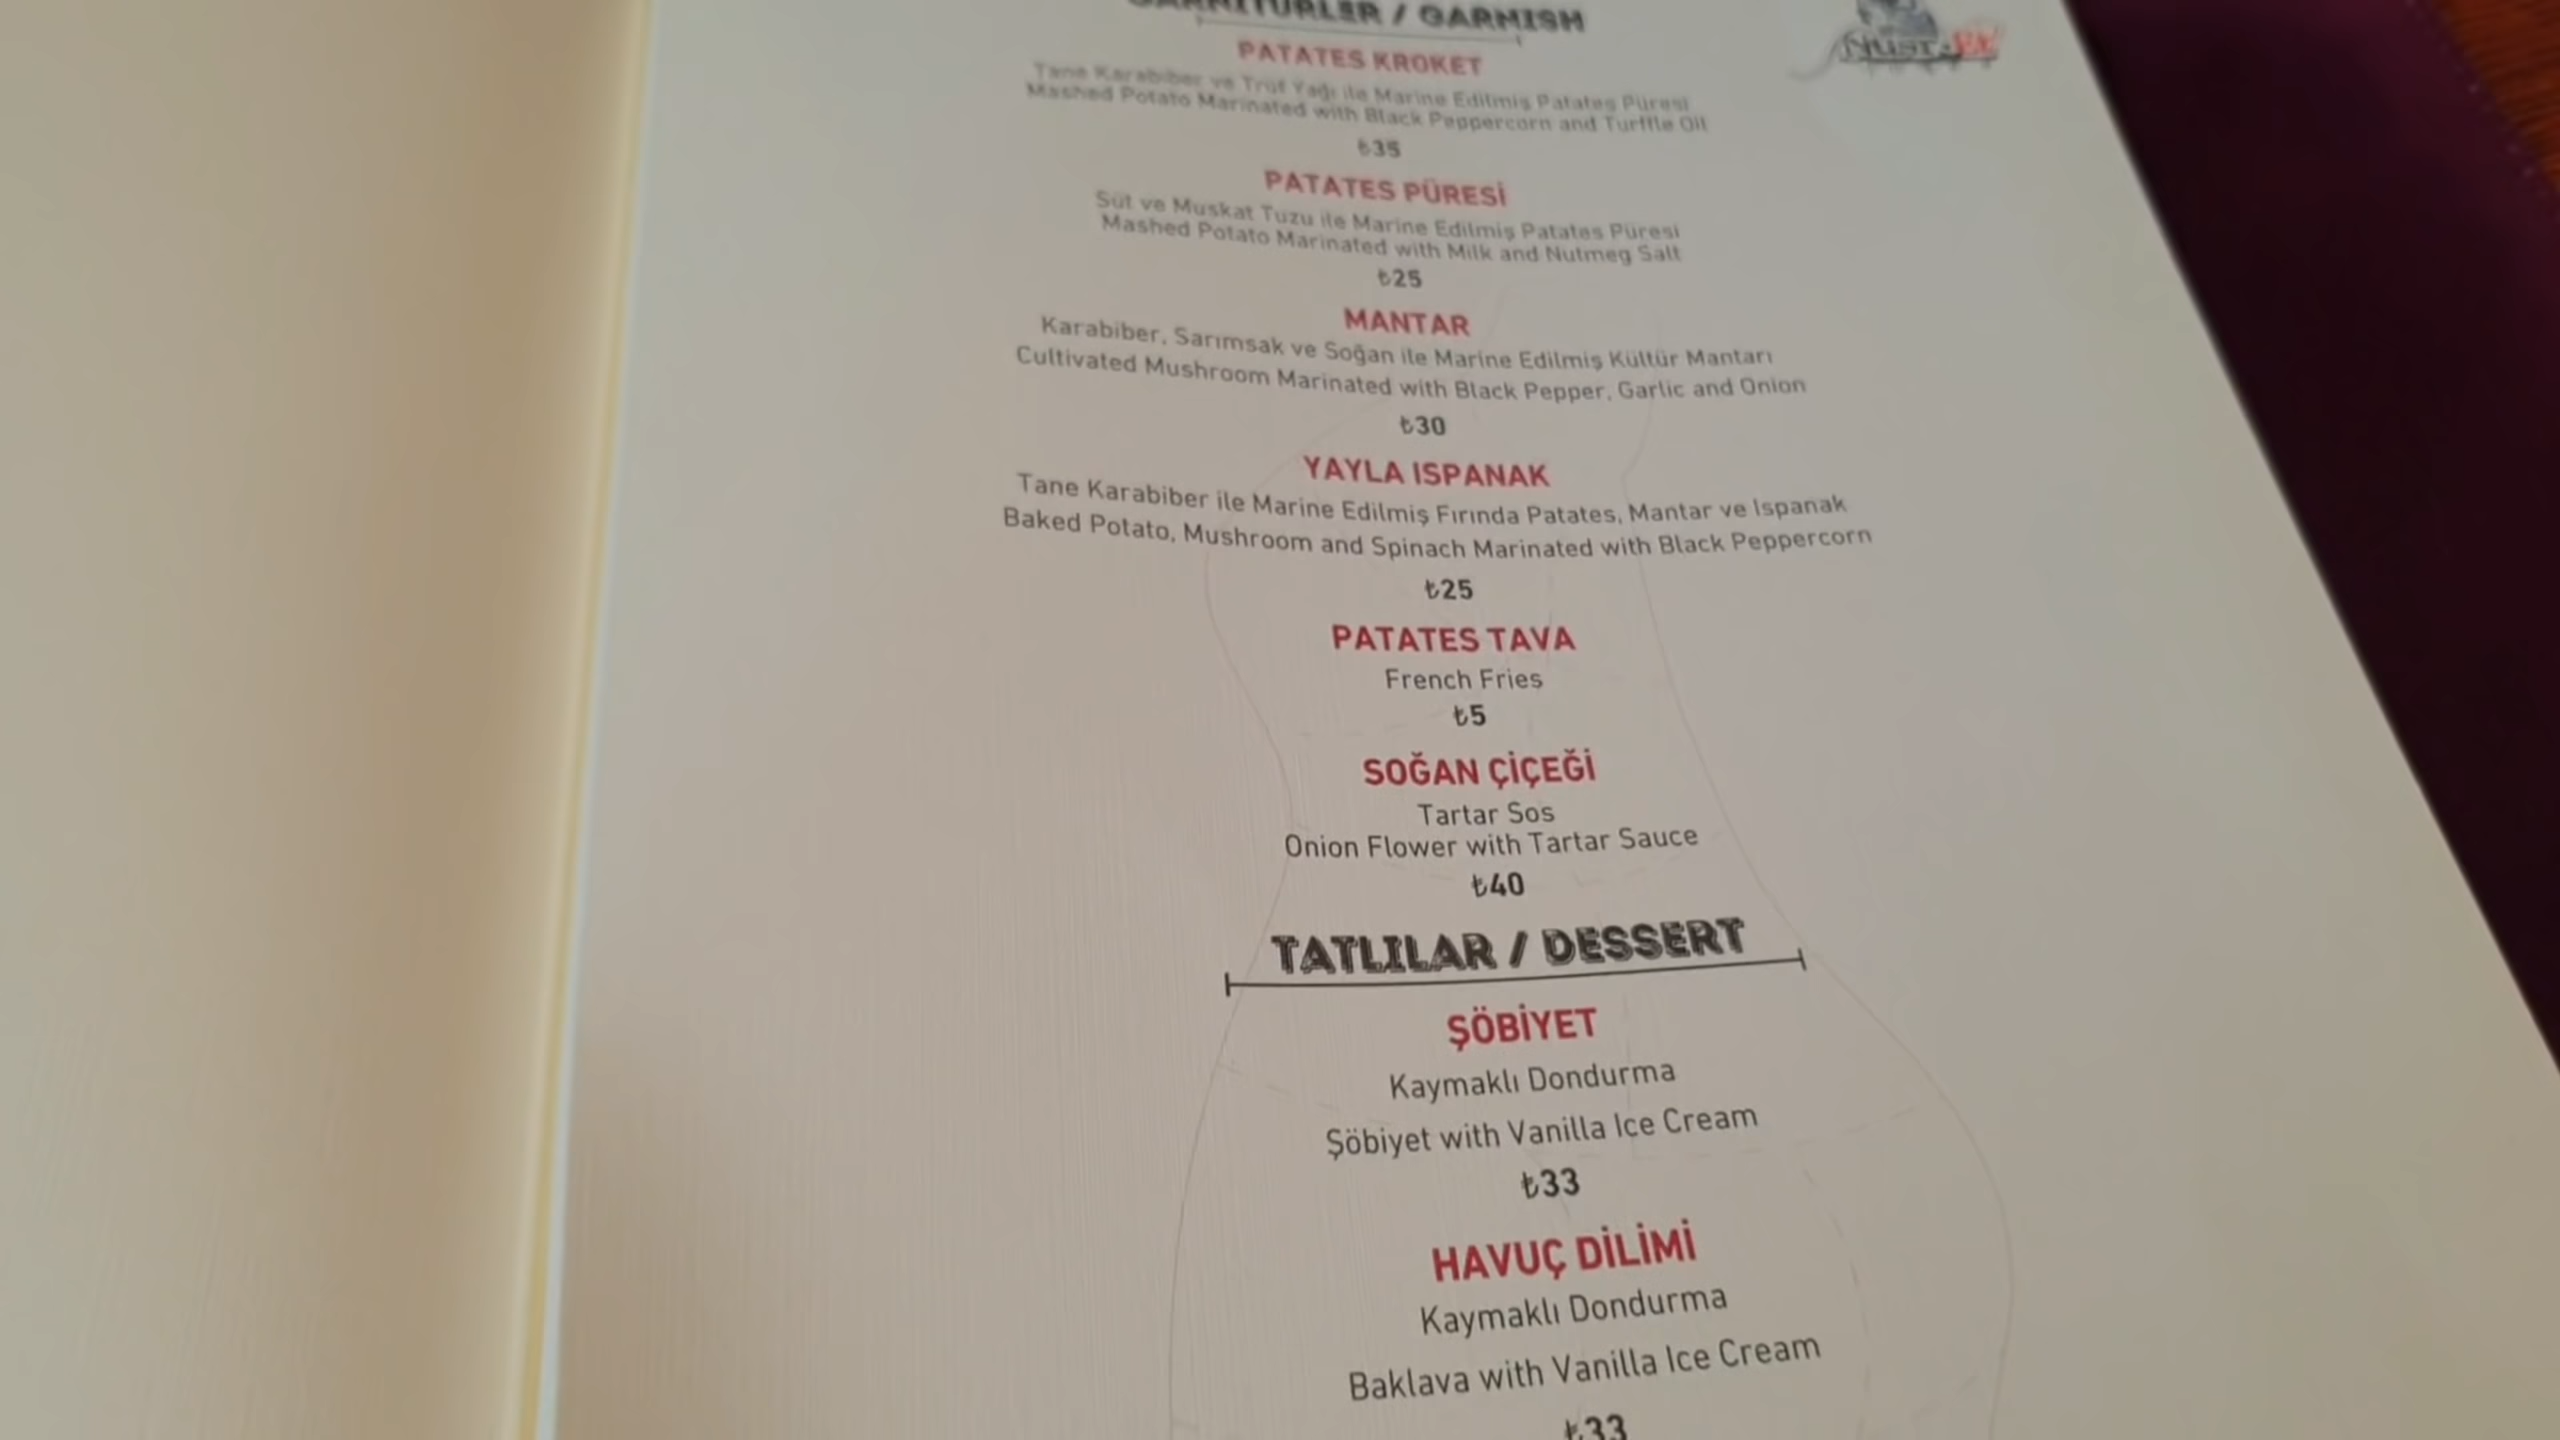 GARNİTÜRLER / GARNISH
NUSR-ET
PATATES KROKET
Tane Karabiber ve Trüf Yağı ile Marine Edilmiş Patates Püresi
Mashed Potato Marinated with Black Peppercorn and Turffle Oil
₺35
PATATES PÜRESİ
Süt ve Muskat Tuzu ile Marine Edilmiş Patates Püresi
Mashed Potato Marinated with Milk and Nutmeg Salt
₺25
MANTAR
Karabiber, Sarımsak ve Soğan ile Marine Edilmiş Kültür Mantarı
Cultivated Mushroom Marinated with Black Pepper, Garlic and Onion
₺30
YAYLA ISPANAK
Tane Karabiber ile Marine Edilmiş Fırında Patates, Mantar ve Ispanak
Baked Potato, Mushroom and Spinach Marinated with Black Peppercorn
₺25
PATATES TAVA
French Fries
₺5
SOĞAN ÇİÇEĞİ
Tartar Sos
Onion Flower with Tartar Sauce
₺40
TATLILAR / DESSERT
ŞÖBİYET
Kaymaklı Dondurma
Şöbiyet with Vanilla Ice Cream
₺33
HAVUÇ DİLİMİ
Kaymaklı Dondurma
Baklava with Vanilla Ice Cream
₺33